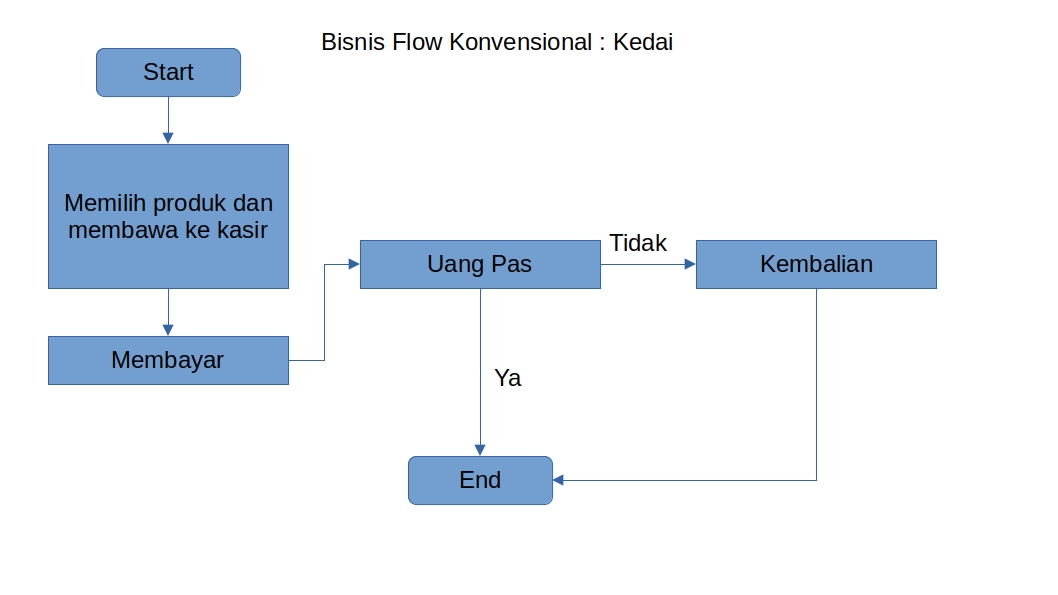 Bisnis Flow Konvensional : Kedai
Start
Memilih produk dan
membawa ke kasir
Membayar
Uang Pas
Tidak
Kembalian
Ya
End